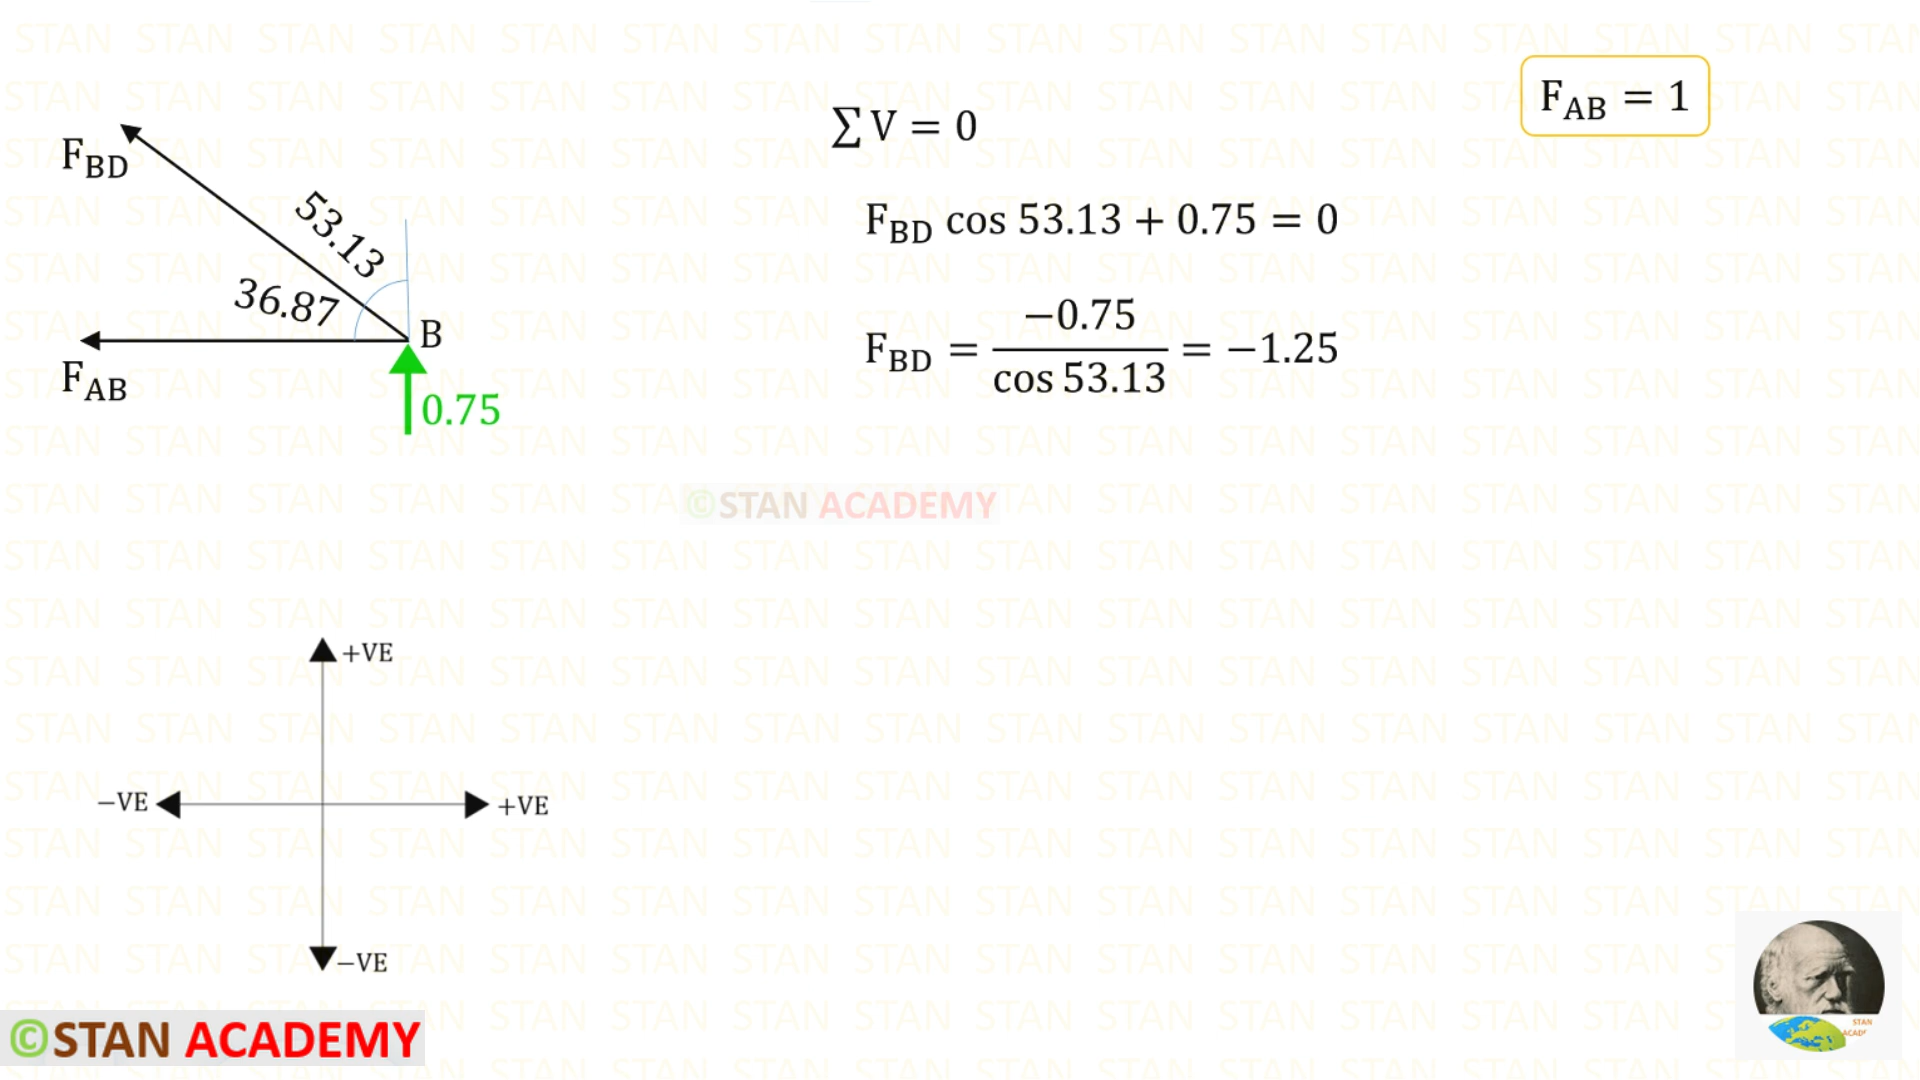 F_BD
53.13
36.87
B
F_AB
0.75
∑ V = 0
F_BD cos 53.13 + 0.75 = 0
F_BD = −0.75 / cos 53.13 = −1.25
F_AB = 1
©STAN ACADEMY
+VE
−VE
+VE
−VE
©STAN ACADEMY
STAN